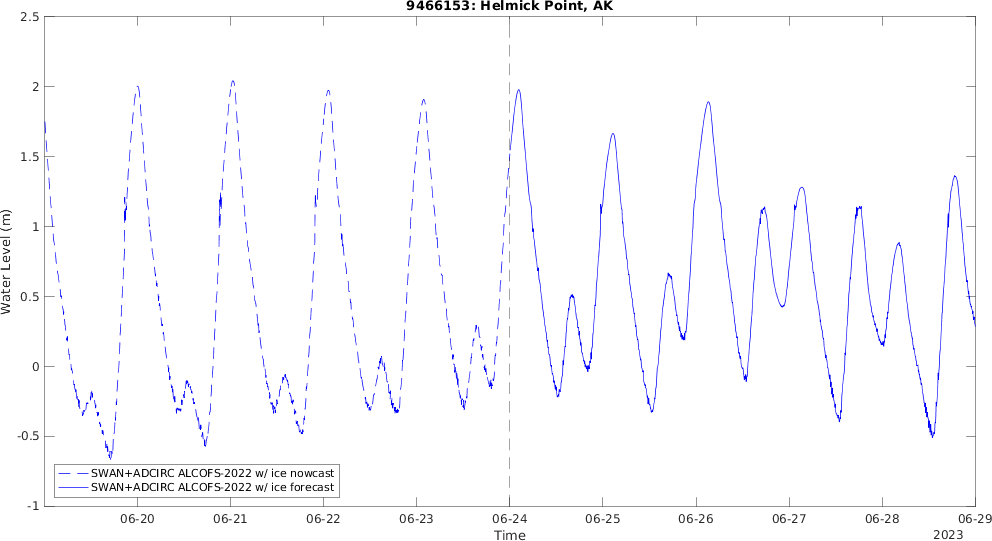 9466153: Helmick Point, AK
Water Level (m)
2.5
2
1.5
1
0.5
0
-0.5
-1
SWAN+ADCIRC ALCOFS-2022 w/ ice nowcast
SWAN+ADCIRC ALCOFS-2022 w/ ice forecast
06-20 06-21 06-22 06-23 06-24 06-25 06-26 06-27 06-28 06-29
Time
2023